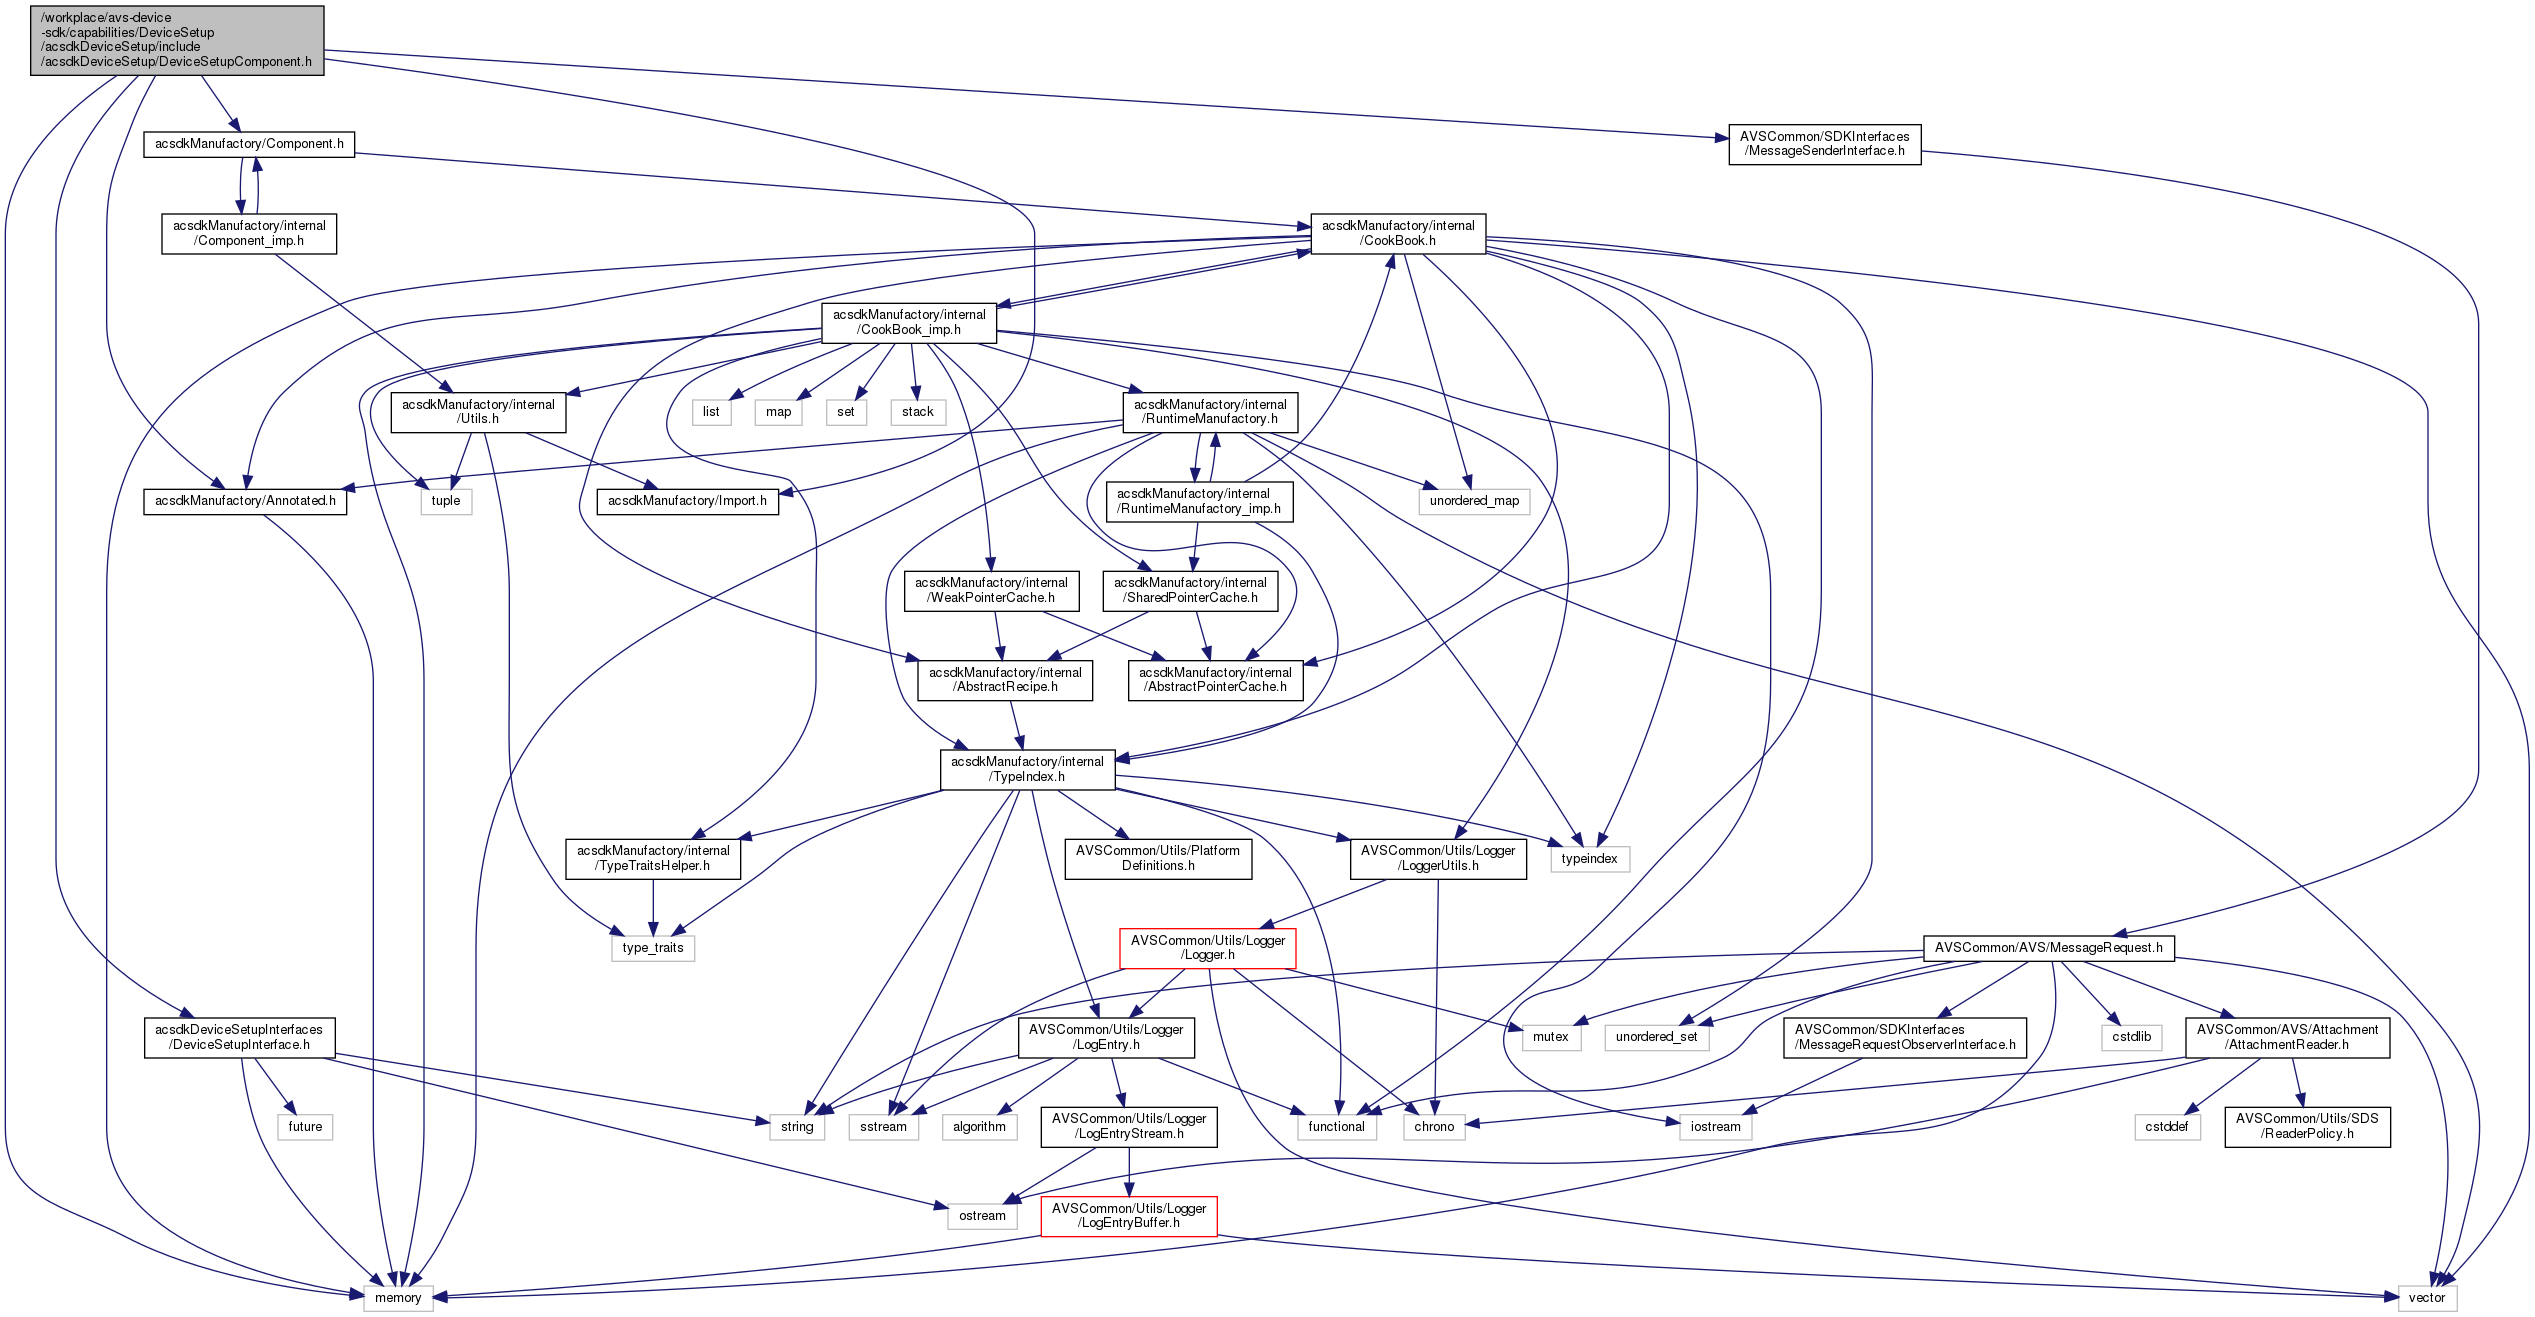 /workplace/avs-device
-sdk/capabilities/DeviceSetup
/acsdkDeviceSetup/include
/acsdkDeviceSetup/DeviceSetupComponent.h
acsdkManufactory/Component.h
AVSCommon/SDKInterfaces
/MessageSenderInterface.h
acsdkManufactory/internal
/Component_imp.h
acsdkManufactory/internal
/CookBook.h
acsdkManufactory/internal
/CookBook_imp.h
acsdkManufactory/internal
/Utils.h
list
map
set
stack
acsdkManufactory/internal
/RuntimeManufactory.h
acsdkManufactory/Annotated.h
tuple
acsdkManufactory/Import.h
acsdkManufactory/internal
/RuntimeManufactory_imp.h
unordered_map
acsdkManufactory/internal
/WeakPointerCache.h
acsdkManufactory/internal
/SharedPointerCache.h
acsdkManufactory/internal
/AbstractRecipe.h
acsdkManufactory/internal
/AbstractPointerCache.h
acsdkManufactory/internal
/TypeIndex.h
acsdkManufactory/internal
/TypeTraitsHelper.h
AVSCommon/Utils/Platform
Definitions.h
AVSCommon/Utils/Logger
/LoggerUtils.h
typeindex
type_traits
AVSCommon/Utils/Logger
/Logger.h
AVSCommon/AVS/MessageRequest.h
acsdkDeviceSetupInterfaces
/DeviceSetupInterface.h
AVSCommon/Utils/Logger
/LogEntry.h
mutex
unordered_set
AVSCommon/SDKInterfaces
/MessageRequestObserverInterface.h
cstdlib
AVSCommon/AVS/Attachment
/AttachmentReader.h
future
string
sstream
algorithm
AVSCommon/Utils/Logger
/LogEntryStream.h
functional
chrono
iostream
cstddef
AVSCommon/Utils/SDS
/ReaderPolicy.h
ostream
AVSCommon/Utils/Logger
/LogEntryBuffer.h
memory
vector